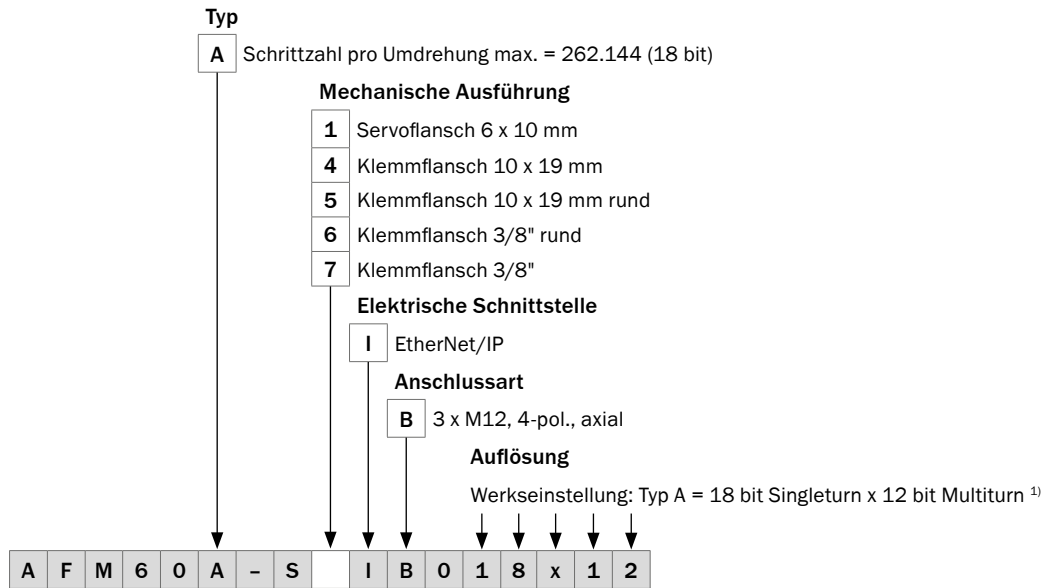 Typ
A Schrittzahl pro Umdrehung max. = 262.144 (18 bit)
Mechanische Ausführung
1 Servoflansch 6 x 10 mm
4 Klemmflansch 10 x 19 mm
5 Klemmflansch 10 x 19 mm rund
6 Klemmflansch 3/8" rund
7 Klemmflansch 3/8"
Elektrische Schnittstelle
I EtherNet/IP
Anschlussart
B 3 x M12, 4-pol., axial
Auflösung
Werkseinstellung: Typ A = 18 bit Singleturn x 12 bit Multiturn 1)
A F M 6 0 A – S I B 0 1 8 x 1 2